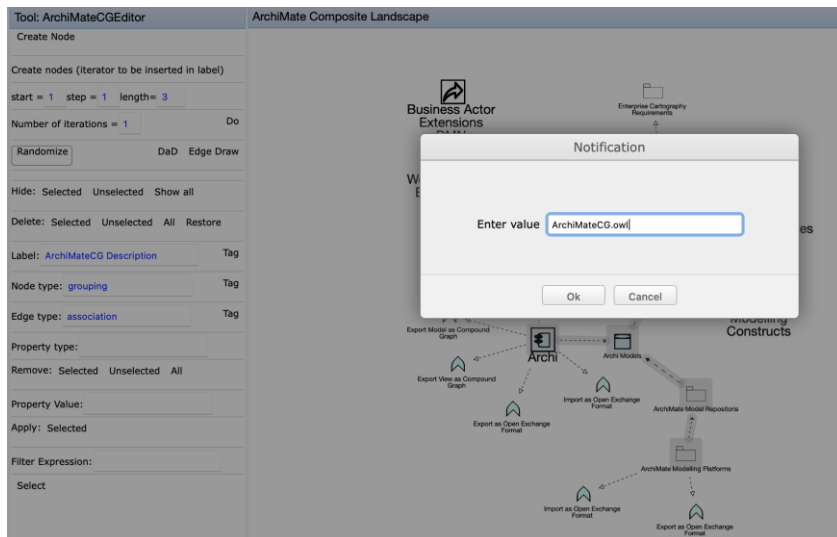 Tool: ArchiMateCGEditor
Create Node
Create nodes (iterator to be inserted in label)
start = 1 step = 1 length= 3
Number of iterations = 1 Do
Randomize DaD Edge Draw
Hide: Selected Unselected Show all
Delete: Selected Unselected All Restore
Label: ArchiMateCG Description Tag
Node type: grouping Tag
Edge type: association Tag
Property type:
Remove: Selected Unselected All
Property Value:
Apply: Selected
Filter Expression:
Select
ArchiMate Composite Landscape
Business Actor
Extensions
Enterprise Cartography
Requirements
Notification
Enter value ArchiMateCG.owl
Ok Cancel
es
Modelling
Constructs
Export Model as Compound
Graph
Archi
Archi Models
Export View as Compound
Graph
Import as Open Exchange
Format
ArchiMate Model Repositoris
Export as Open Exchange
Format
ArchiMate Modelling Platforms
Import as Open Exchange
Format
Export as Open Exchange
Format